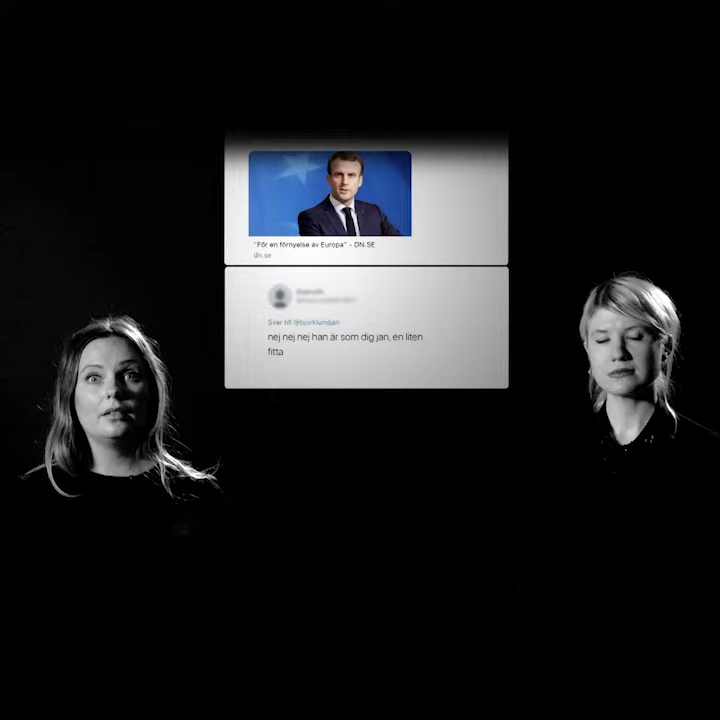 "För en förnyelse av Europa" - DN.SE
dn.se
Svar till @bjorklundjan
nej nej nej han är som dig jan, en liten
fitta